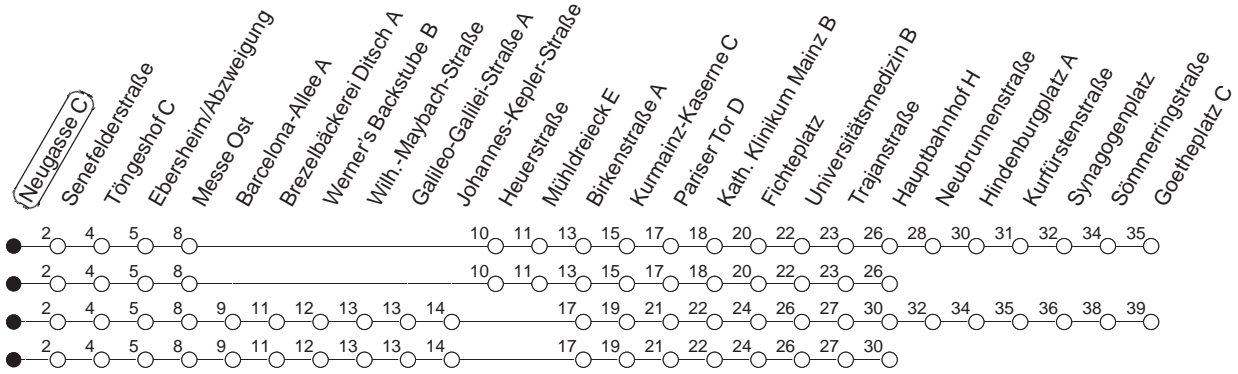 Neugasse C
Senefelderstraße
Töngeshof C
Ebersheim/Abzweigung
Messe Ost
Barcelona-Allee A
Brezelbäckerei Ditsch A
Werner's Backstube B
Wilh.-Maybach-Straße
Galileo-Galilei-Straße A
Johannes-Kepler-Straße
Heuerstraße
Mühldreieck E
Birkenstraße A
Kurmainz-Kaserne C
Pariser Tor D
Kath. Klinikum Mainz B
Fichteplatz
Universitätsmedizin B
Trajanstraße
Hauptbahnhof H
Neubrunnenstraße
Hindenburgplatz A
Kurfürstenstraße
Synagogenplatz
Sömmerringstraße
Goetheplatz C
2 4 5 8 10 11 13 15 17 18 20 22 23 26 28 30 31 32 34 35
2 4 5 8 10 11 13 15 17 18 20 22 23 26
2 4 5 8 9 11 12 13 13 14 17 19 21 22 24 26 27 30 32 34 35 36 38 39
2 4 5 8 9 11 12 13 13 14 17 19 21 22 24 26 27 30